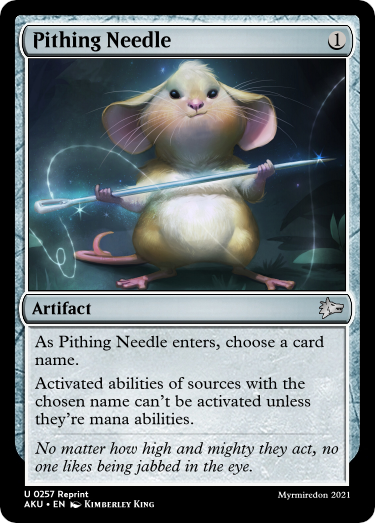 Pithing Needle 1
Artifact
As Pithing Needle enters, choose a card
name.
Activated abilities of sources with the
chosen name can't be activated unless
they're mana abilities.
No matter how high and mighty they act, no
one likes being jabbed in the eye.
U 0257 Reprint
AKU • EN Kimberley King
Myrmiredon 2021